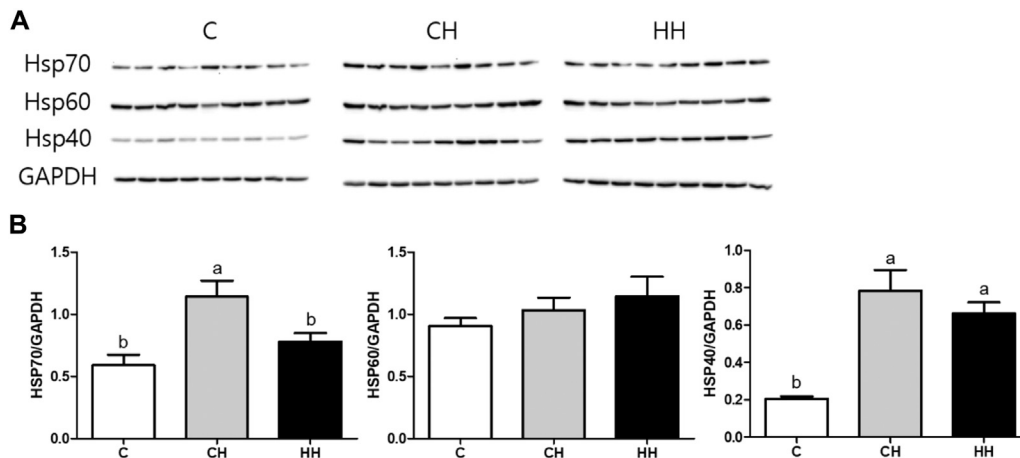 A
C CH HH
Hsp70
Hsp60
Hsp40
GAPDH
B
HSP70/GAPDH
1.5
1.0
0.5
0.0
b a b
C CH HH
HSP60/GAPDH
1.5
1.0
0.5
0.0
C CH HH
HSP40/GAPDH
1.0
0.8
0.6
0.4
0.2
0.0
b a a
C CH HH